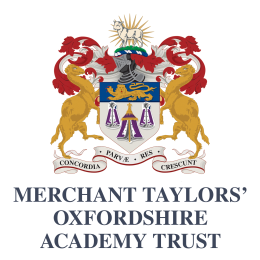 CONCORDIA PARVÆ RES CRESCUNT
MERCHANT TAYLORS’
OXFORDSHIRE
ACADEMY TRUST